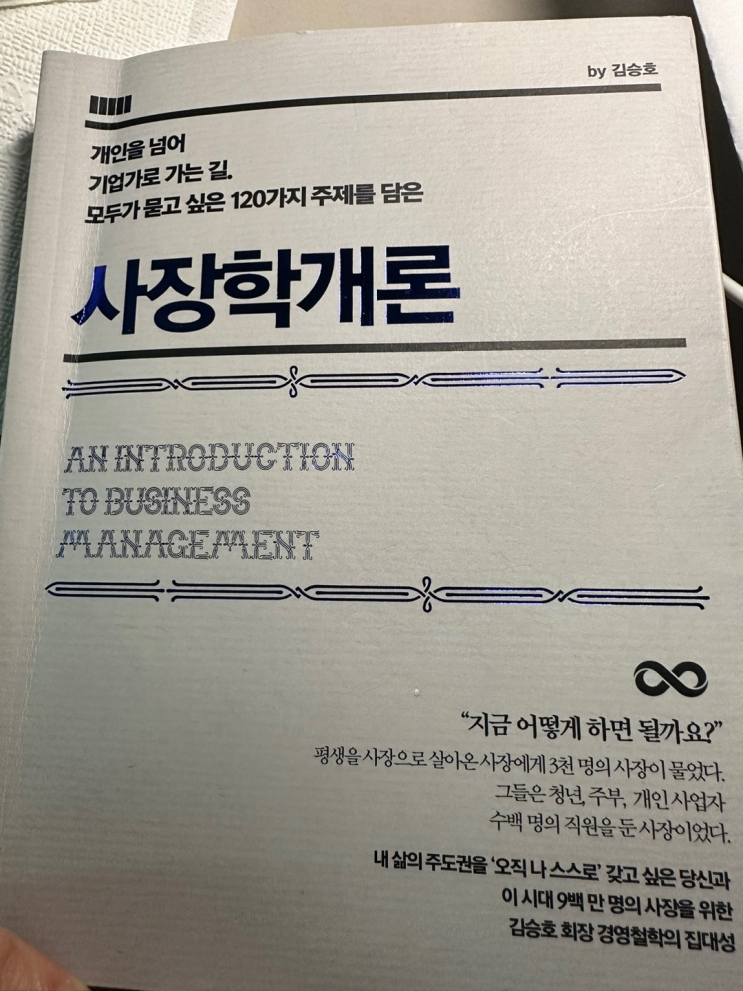 by 김승호
개인을 넘어
기업가로 가는 길.
모두가 묻고 싶은 120가지 주제를 담은
사장학개론
AN INTRODUCTION
TO BUSINESS
MANAGEMENT
“지금 어떻게 하면 될까요?”
평생을 사장으로 살아온 사장에게 3천 명의 사장이 물었다.
그들은 청년, 주부, 개인사업자
수백 명의 직원을 둔 사장이었다.
내 삶의 주도권을 ‘오직 나 스스로’ 갖고 싶은 당신과
이 시대 9백 만 명의 사장을 위한
김승호 회장 경영철학의 집대성